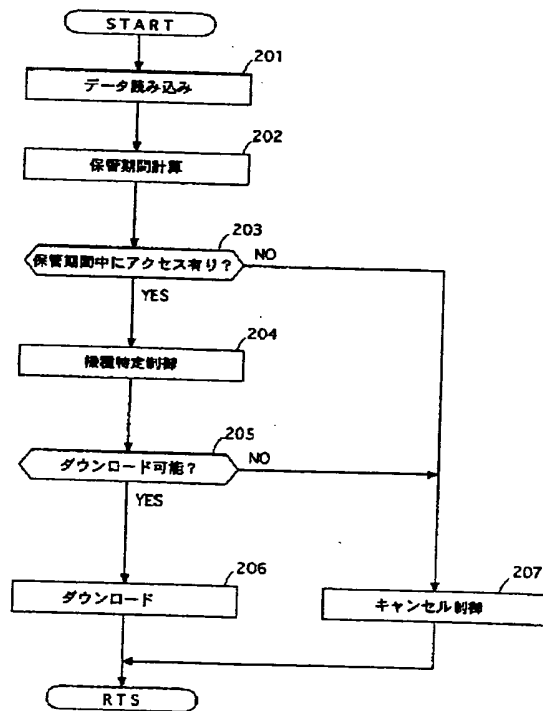 START
201
データ読み込み
202
保管期間計算
203
保管期間中にアクセス有り?
NO
YES
204
機種特定制御
205
ダウンロード可能?
NO
YES
206
ダウンロード
207
キャンセル制御
RTS